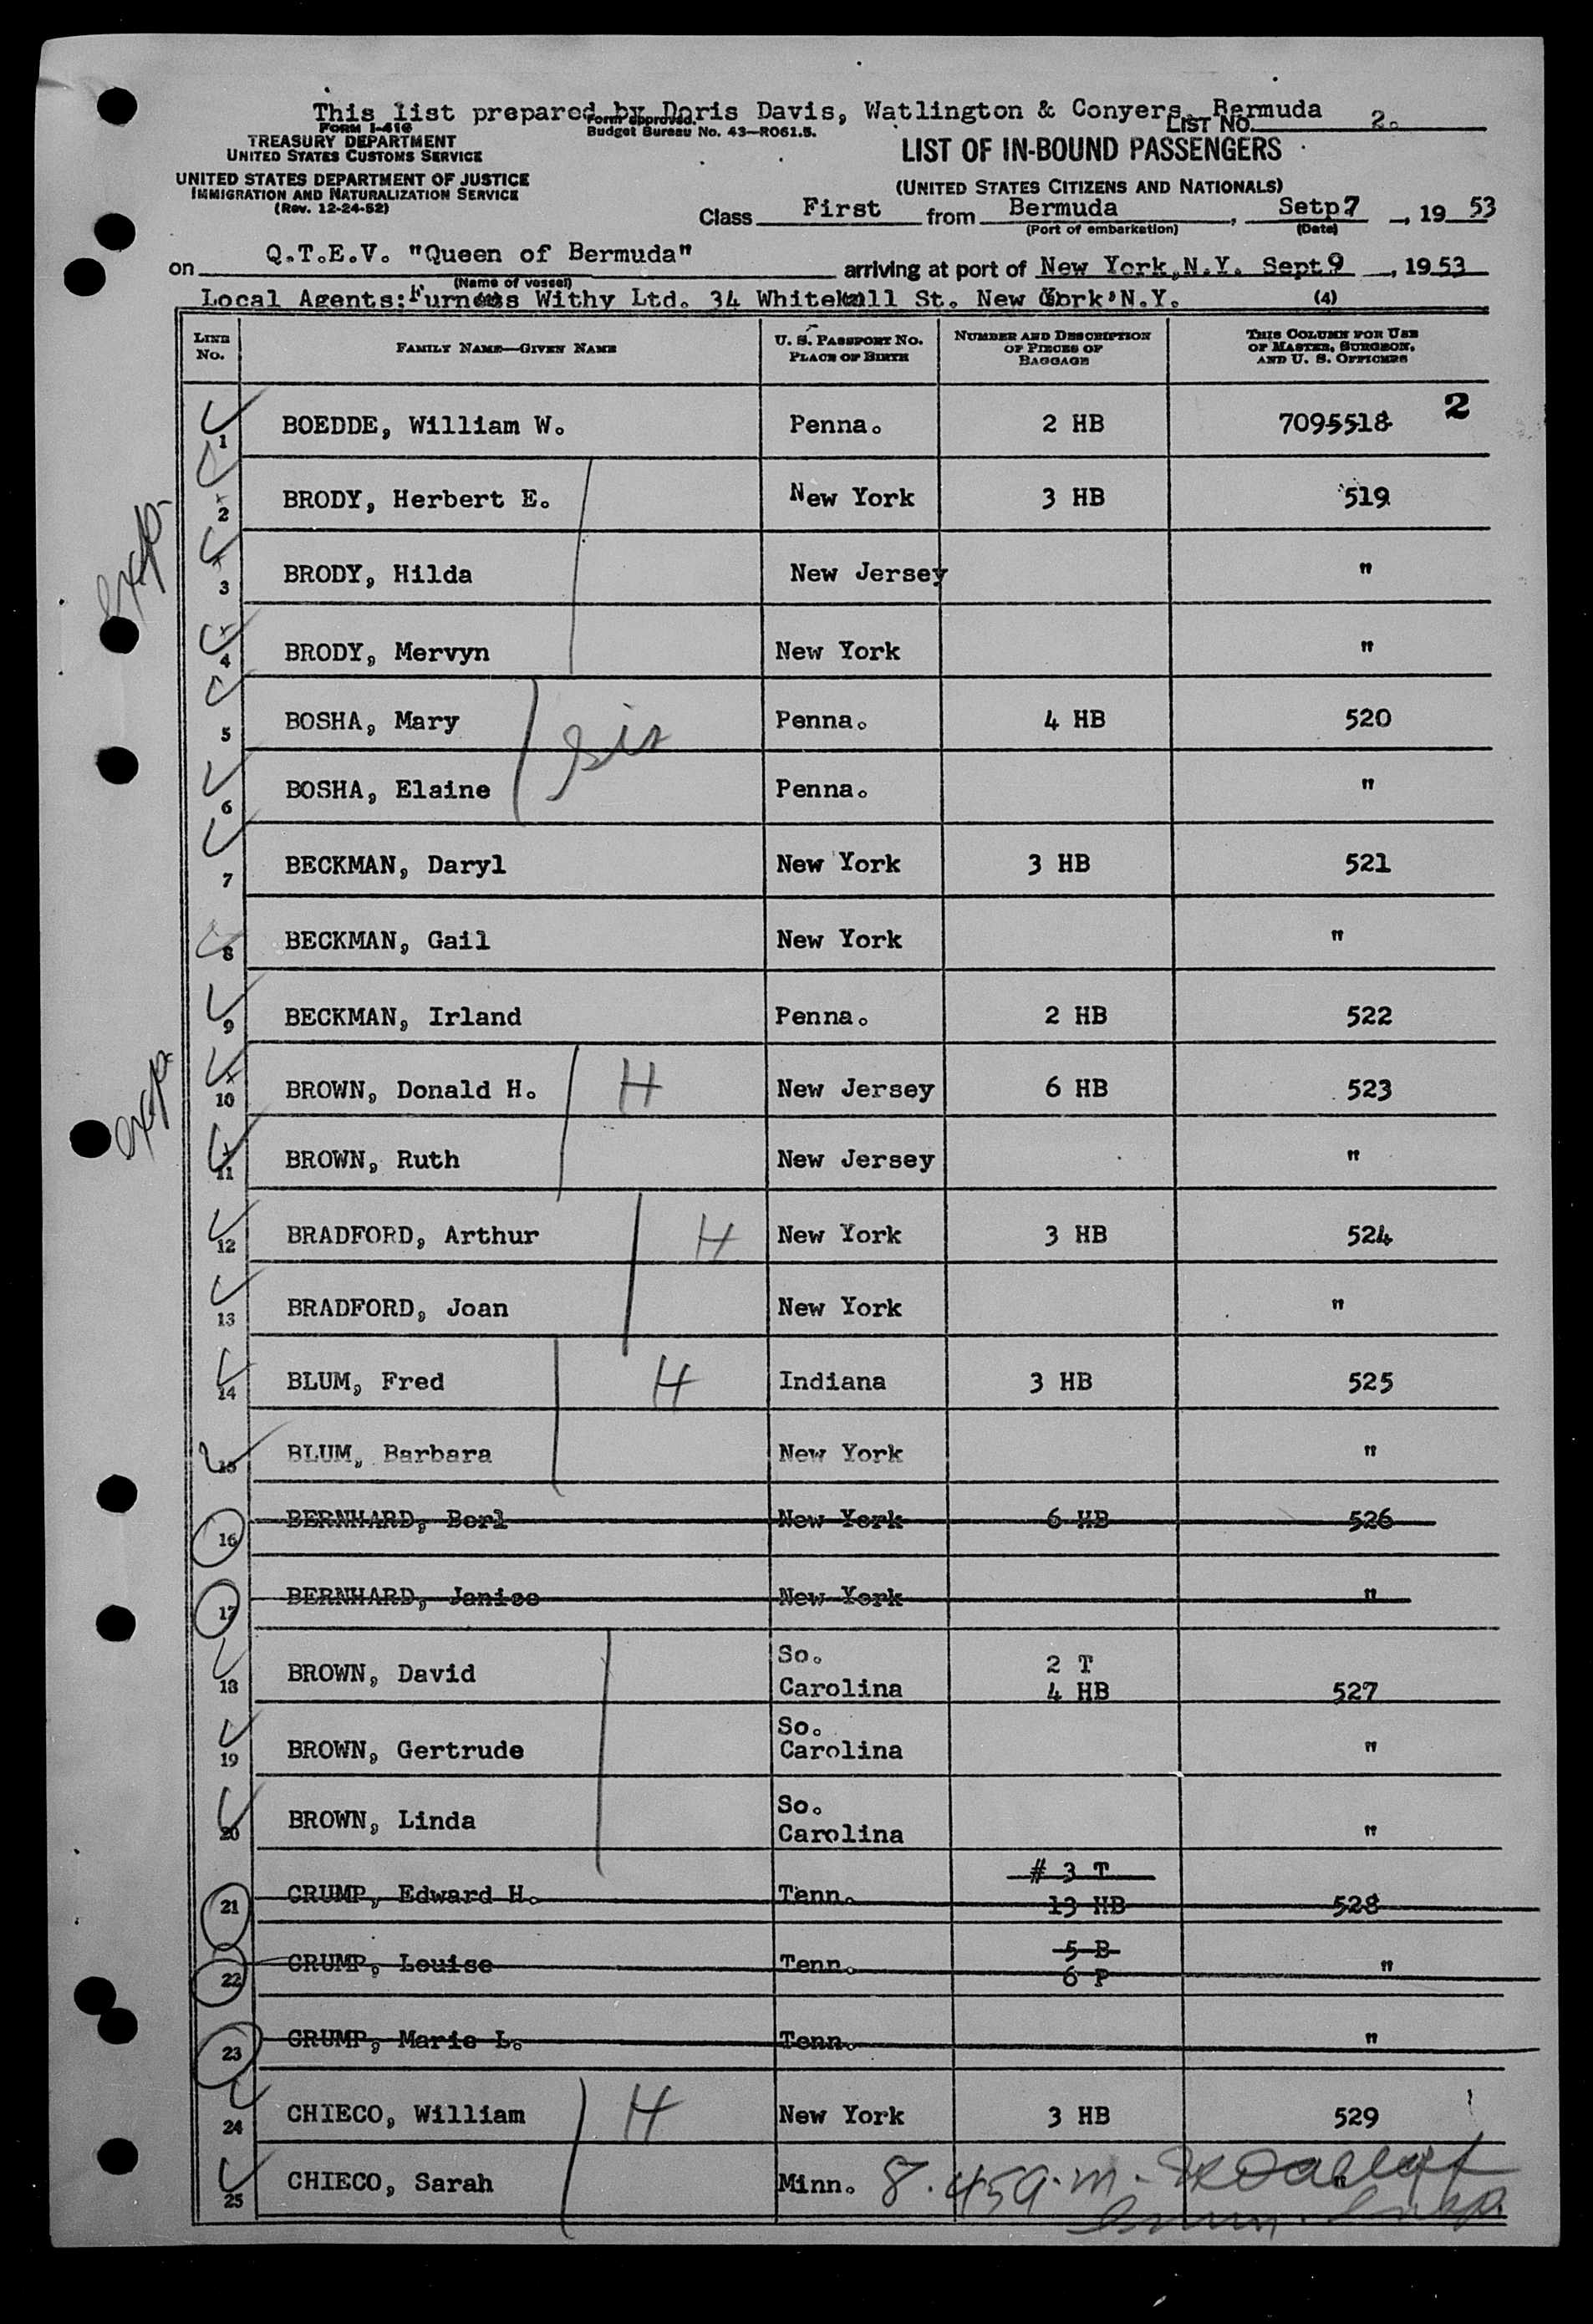 This list prepared by Doris Davis, Watlington & Conyers, Bermuda
FORM I-416
TREASURY DEPARTMENT
UNITED STATES CUSTOMS SERVICE
UNITED STATES DEPARTMENT OF JUSTICE
IMMIGRATION AND NATURALIZATION SERVICE
(Rev. 12-24-52)
Form approved.
Budget Bureau No. 43—RO61.5.
LIST NO. 2.
LIST OF IN-BOUND PASSENGERS
(UNITED STATES CITIZENS AND NATIONALS)
Class First from Bermuda, Setp 7, 19 53
(Port of embarkation) (Date)
on Q.T.E.V. "Queen of Bermuda" arriving at port of New York, N.Y. Sept 9, 19 53
(Name of vessel)
Local Agents: Furness Withy Ltd. 34 Whitehall St. New York, N.Y. (4)
LINE No. FAMILY NAME—GIVEN NAME U. S. PASSPORT NO. PLACE OF BIRTH NUMBER AND DESCRIPTION OF PIECES OF BAGGAGE THIS COLUMN FOR USE OF MASTER, SURGEON, AND U. S. OFFICERS
2
1 BOEDDE, William W. Penna. 2 HB 7095518
2 BRODY, Herbert E. New York 3 HB 519
3 BRODY, Hilda New Jersey "
4 BRODY, Mervyn New York "
5 BOSHA, Mary Penna. 4 HB 520
sis
6 BOSHA, Elaine Penna. "
7 BECKMAN, Daryl New York 3 HB 521
8 BECKMAN, Gail New York "
9 BECKMAN, Irland Penna. 2 HB 522
10 BROWN, Donald H. H New Jersey 6 HB 523
11 BROWN, Ruth New Jersey "
12 BRADFORD, Arthur H New York 3 HB 524
13 BRADFORD, Joan New York "
14 BLUM, Fred H Indiana 3 HB 525
15 BLUM, Barbara New York "
16 BERNHARD, Berl New York 6 HB 526
17 BERNHARD, Janice New York "
18 BROWN, David So. Carolina 2 T 4 HB 527
19 BROWN, Gertrude So. Carolina "
20 BROWN, Linda So. Carolina "
21 CRUMP, Edward H. Tenn. # 3 T 13 HB 528
22 CRUMP, Louise Tenn. 5 B 6 P "
23 CRUMP, Marie L. Tenn. "
24 CHIECO, William H New York 3 HB 529
25 CHIECO, Sarah Minn. "
8.45 a.m.